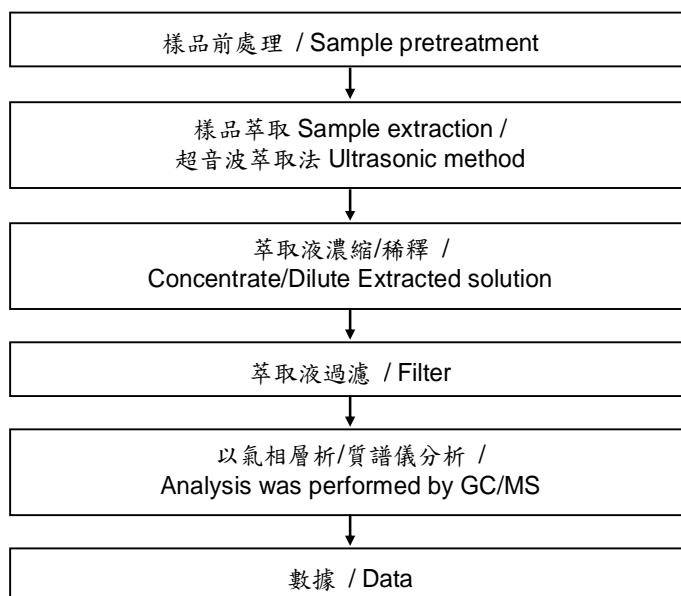 樣品前處理 / Sample pretreatment
樣品萃取 Sample extraction /
超音波萃取法 Ultrasonic method
萃取液濃縮/稀釋 /
Concentrate/Dilute Extracted solution
萃取液過濾 / Filter
以氣相層析/質譜儀分析 /
Analysis was performed by GC/MS
數據 / Data